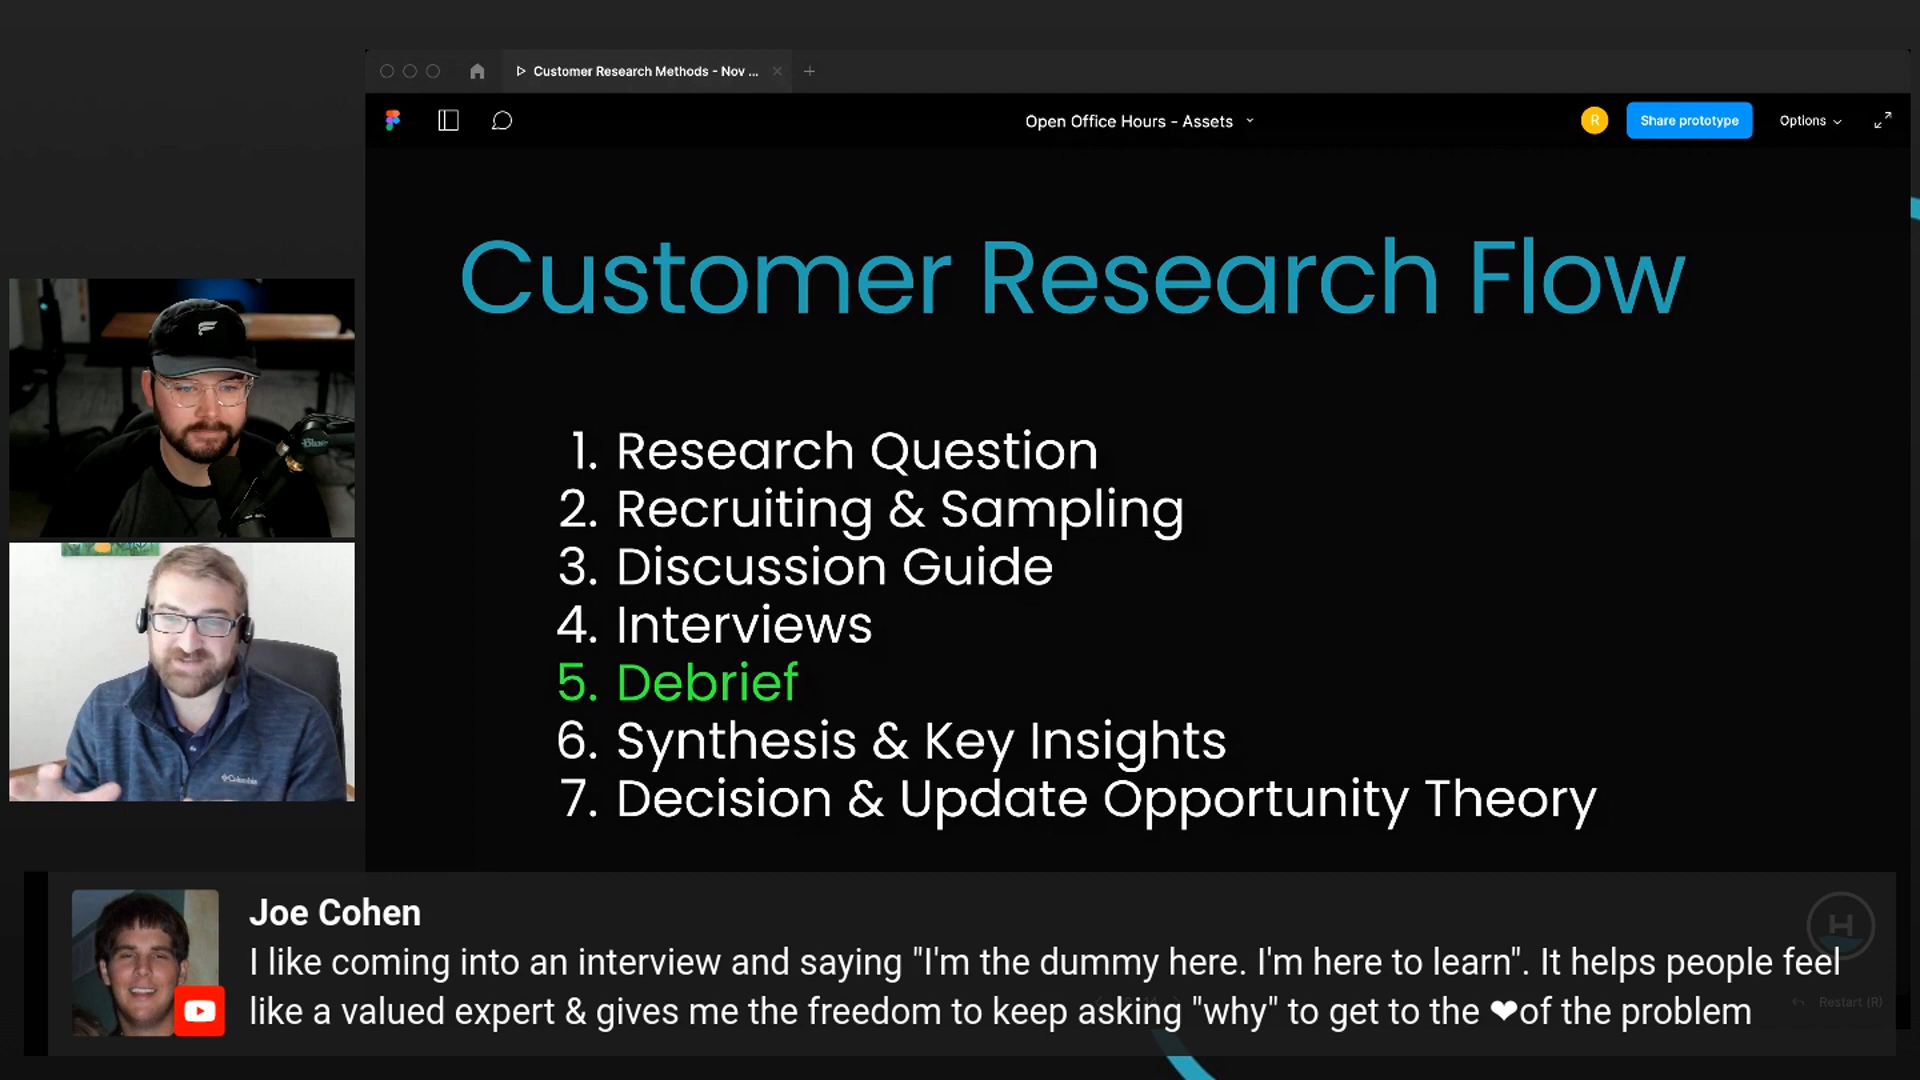 Customer Research Methods - Nov ...
Open Office Hours - Assets
R
Share prototype
Options
Customer Research Flow
1. Research Question
2. Recruiting & Sampling
3. Discussion Guide
4. Interviews
5. Debrief
6. Synthesis & Key Insights
7. Decision & Update Opportunity Theory
Blue
Columbia
Joe Cohen
I like coming into an interview and saying "I'm the dummy here. I'm here to learn". It helps people feel
like a valued expert & gives me the freedom to keep asking "why" to get to the ❤of the problem
H
Restart (R)